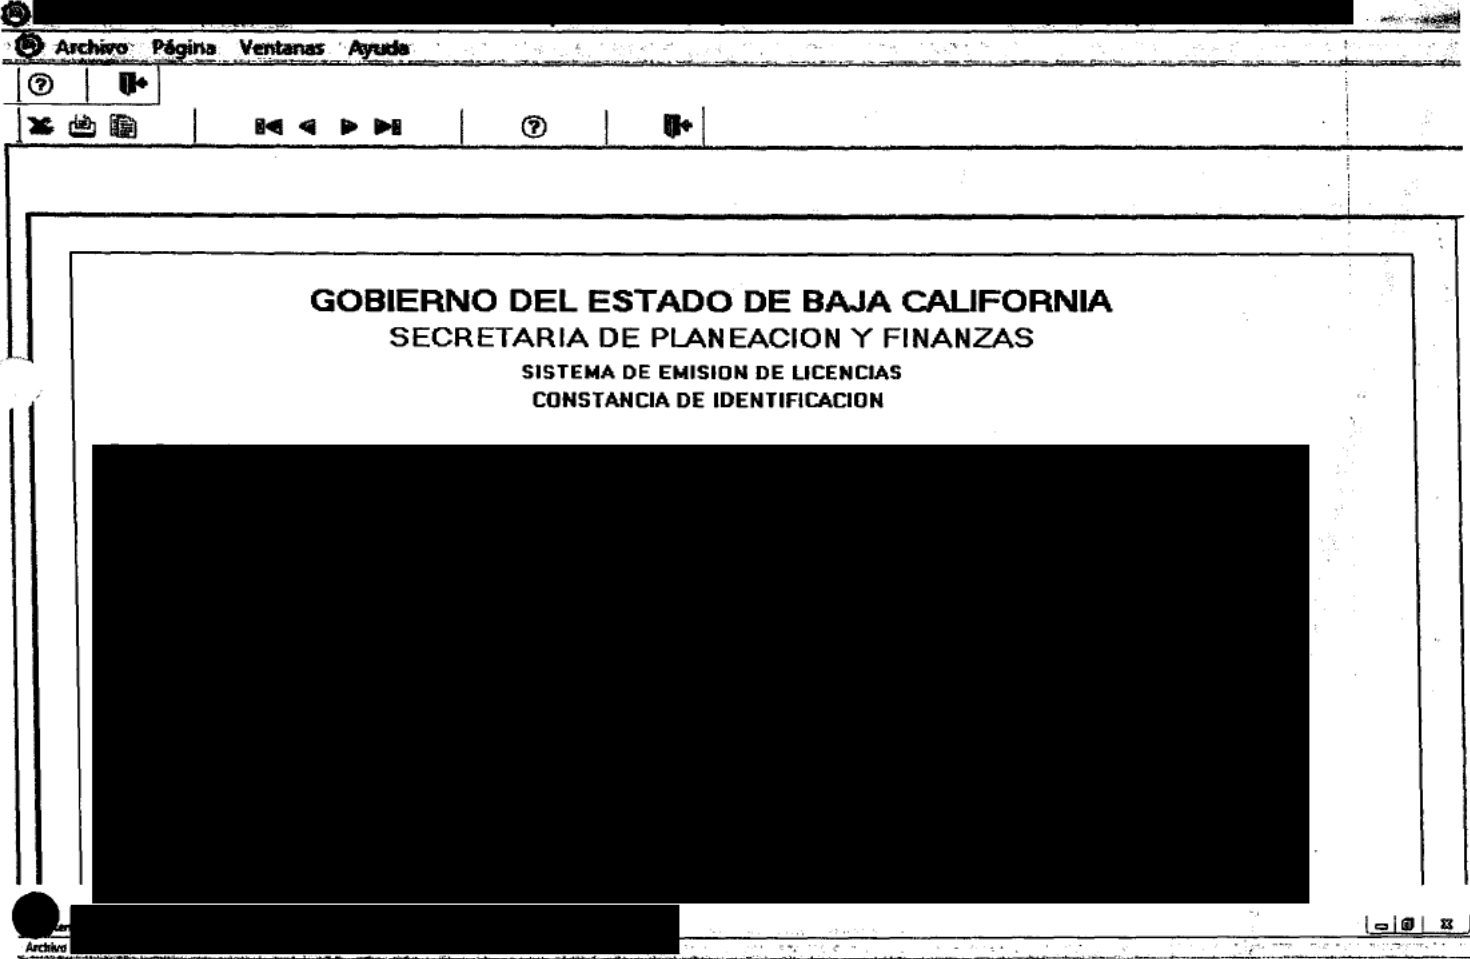 Archivo Página Ventanas Ayuda
GOBIERNO DEL ESTADO DE BAJA CALIFORNIA
SECRETARIA DE PLANEACION Y FINANZAS
SISTEMA DE EMISION DE LICENCIAS
CONSTANCIA DE IDENTIFICACION
Archivo